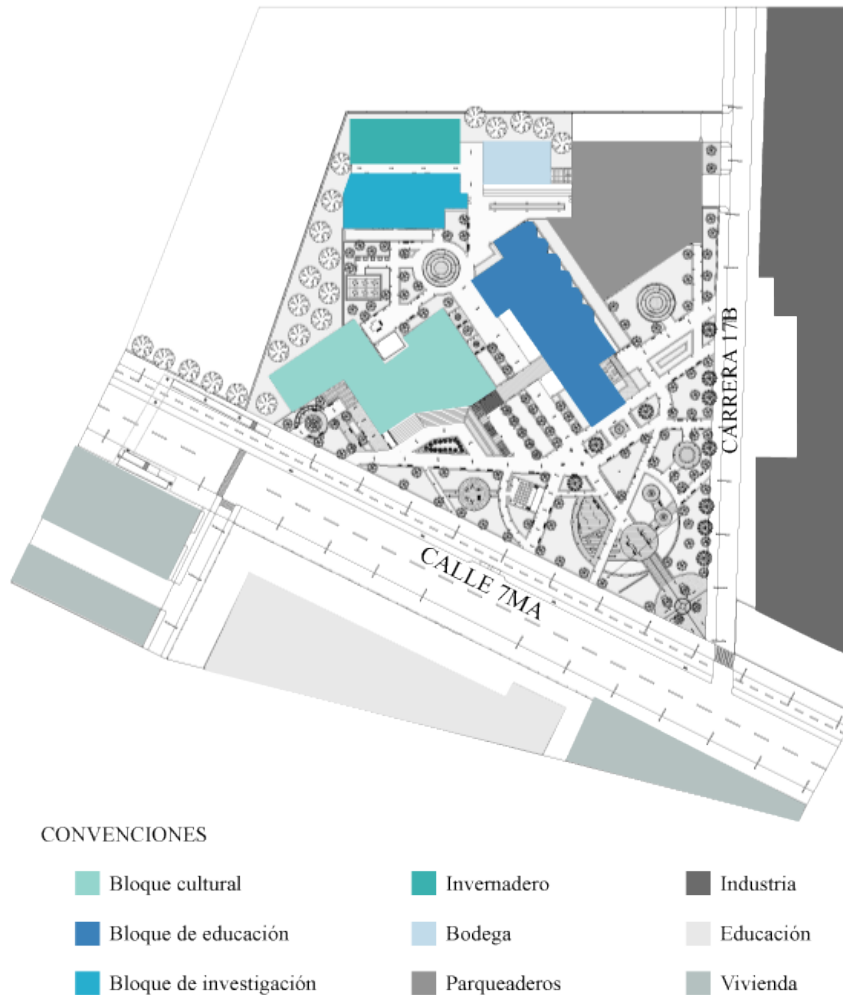 CARRERA 17B
CALLE 7MA
CONVENCIONES
Bloque cultural
Invernadero
Industria
Bloque de educación
Bodega
Educación
Bloque de investigación
Parqueaderos
Vivienda